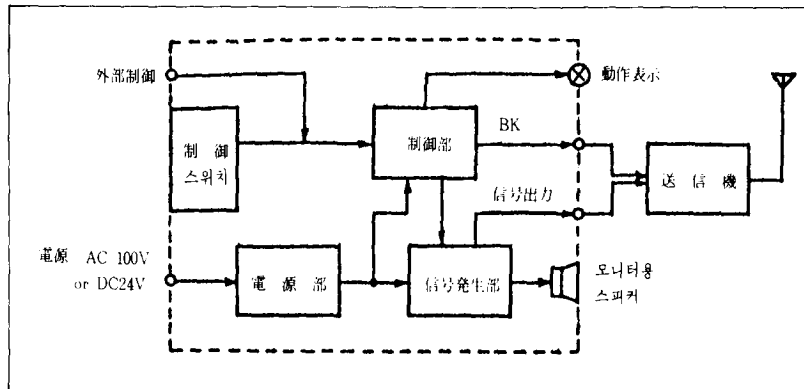 外部制御
動作表示
制御
스위치
制御部
BK
送信機
信号出力
電源 AC 100V
or DC24V
電源部
信号発生部
모니터용
스피커